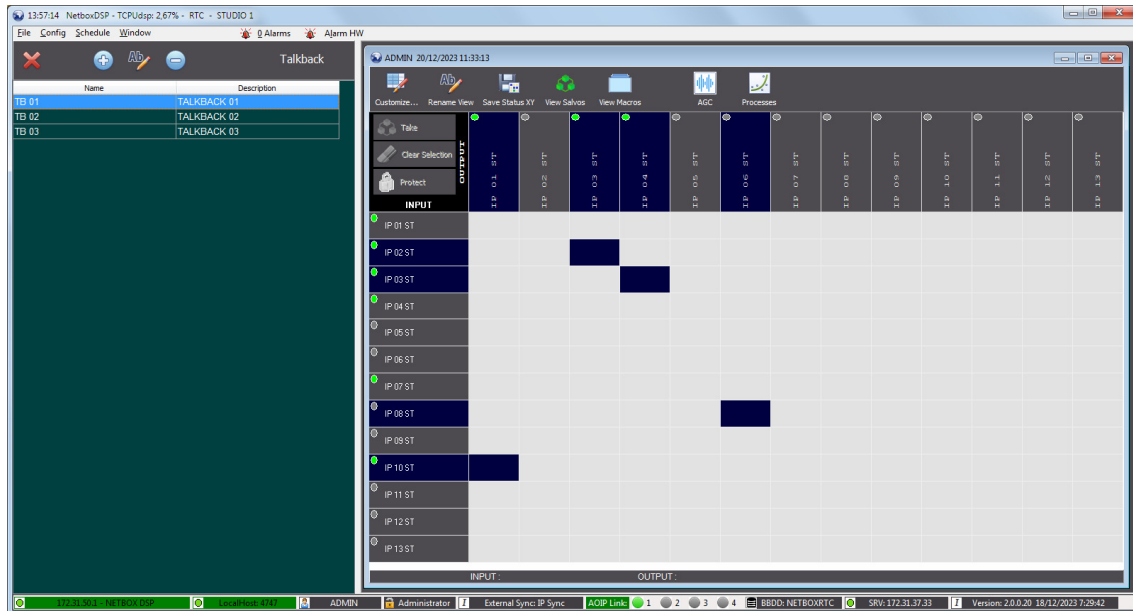 13:57:14 NetboxDSP - TCPUdsp: 2,67% - RTC - STUDIO 1
File Config Schedule Window 0 Alarms Alarm HW
Talkback
Name Description
TB 01 TALKBACK 01
TB 02 TALKBACK 02
TB 03 TALKBACK 03
ADMIN 20/12/2023 11:33:13
Customize... Rename View Save Status XY View Salvos View Macros AGC Processes
Take
Clear Selection
Protect
OUTPUT
INPUT
IP 01 ST
IP 02 ST
IP 03 ST
IP 04 ST
IP 05 ST
IP 06 ST
IP 07 ST
IP 08 ST
IP 09 ST
IP 10 ST
IP 11 ST
IP 12 ST
IP 13 ST
IP 01 ST
IP 02 ST
IP 03 ST
IP 04 ST
IP 05 ST
IP 06 ST
IP 07 ST
IP 08 ST
IP 09 ST
IP 10 ST
IP 11 ST
IP 12 ST
IP 13 ST
INPUT : OUTPUT :
172.31.50.1 - NETBOX DSP LocalHost: 4747 ADMIN Administrator I External Sync: IP Sync AOIP Link: 1 2 3 4 BBDD: NETBOXRTC SRV: 172.31.37.33 I Version: 2.0.0.20 18/12/2023 7:29:42